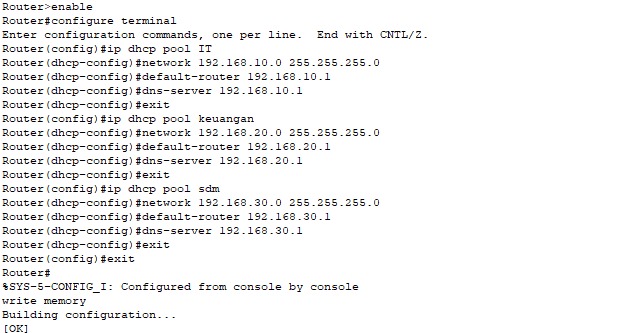 Router>enable
Router#configure terminal
Enter configuration commands, one per line.  End with CNTL/Z.
Router(config)#ip dhcp pool IT
Router(dhcp-config)#network 192.168.10.0 255.255.255.0
Router(dhcp-config)#default-router 192.168.10.1
Router(dhcp-config)#dns-server 192.168.10.1
Router(dhcp-config)#exit
Router(config)#ip dhcp pool keuangan
Router(dhcp-config)#network 192.168.20.0 255.255.255.0
Router(dhcp-config)#default-router 192.168.20.1
Router(dhcp-config)#dns-server 192.168.20.1
Router(dhcp-config)#exit
Router(config)#ip dhcp pool sdm
Router(dhcp-config)#network 192.168.30.0 255.255.255.0
Router(dhcp-config)#default-router 192.168.30.1
Router(dhcp-config)#dns-server 192.168.30.1
Router(dhcp-config)#exit
Router(config)#exit
Router#
%SYS-5-CONFIG_I: Configured from console by console
write memory
Building configuration...
[OK]